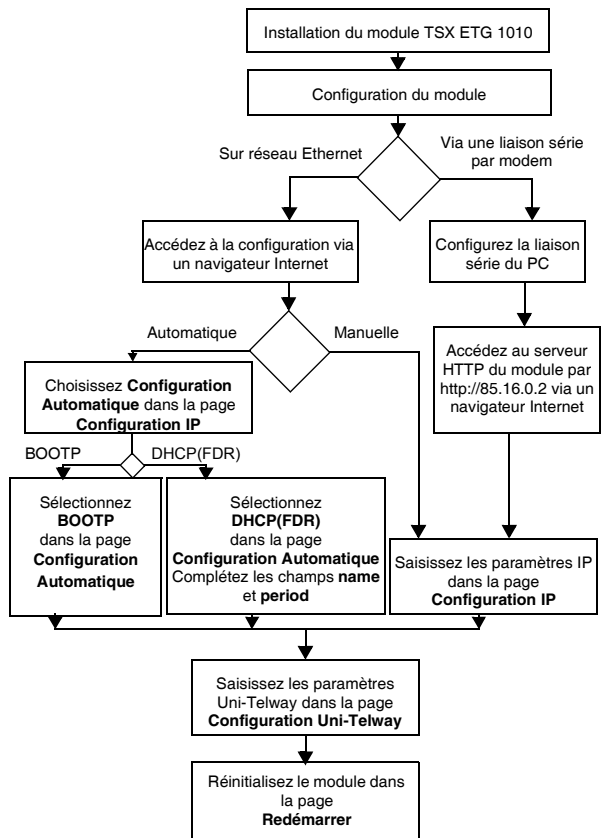 Installation du module TSX ETG 1010
Configuration du module
Sur réseau Ethernet
Via une liaison série
par modem
Accédez à la configuration via
un navigateur Internet
Configurez la liaison
série du PC
Automatique
Manuelle
Accédez au serveur
HTTP du module par
http://85.16.0.2 via un
navigateur Internet
Choisissez Configuration
Automatique dans la page
Configuration IP
BOOTP
DHCP(FDR)
Sélectionnez
BOOTP
dans la page
Configuration
Automatique
Sélectionnez
DHCP(FDR)
dans la page
Configuration Automatique
Complétez les champs name
et period
Saisissez les paramètres IP
dans la page
Configuration IP
Saisissez les paramètres
Uni-Telway dans la page
Configuration Uni-Telway
Réinitialisez le module dans
la page
Redémarrer